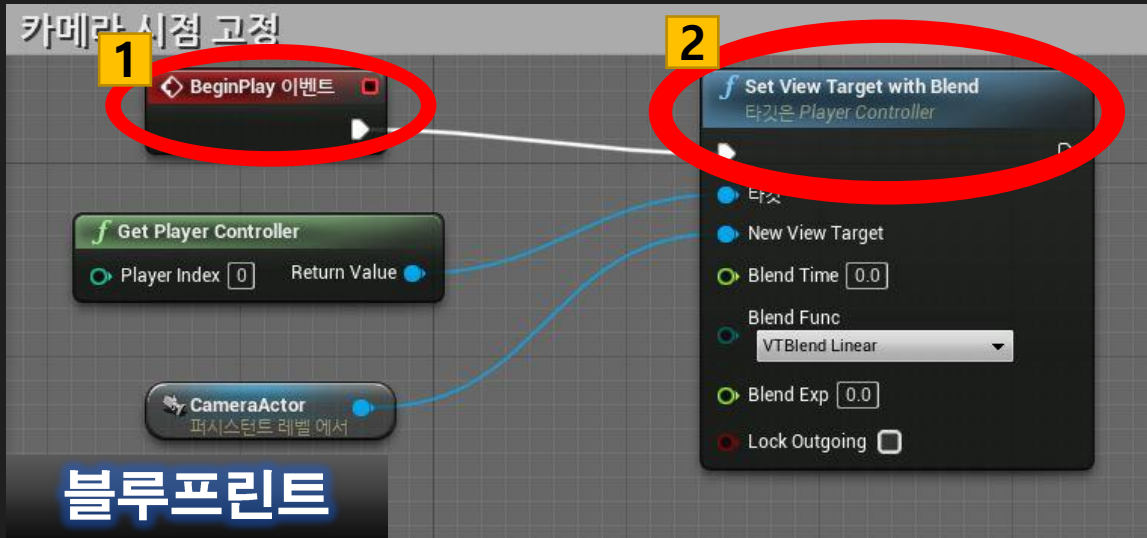 카메라 시점 고정
1
BeginPlay 이벤트
2
f Set View Target with Blend
타깃은 Player Controller
타깃
f Get Player Controller
Player Index 0 Return Value
New View Target
Blend Time 0.0
Blend Func
VTBlend Linear
CameraActor
퍼시스턴트 레벨 에서
Blend Exp 0.0
Lock Outgoing
블루프린트